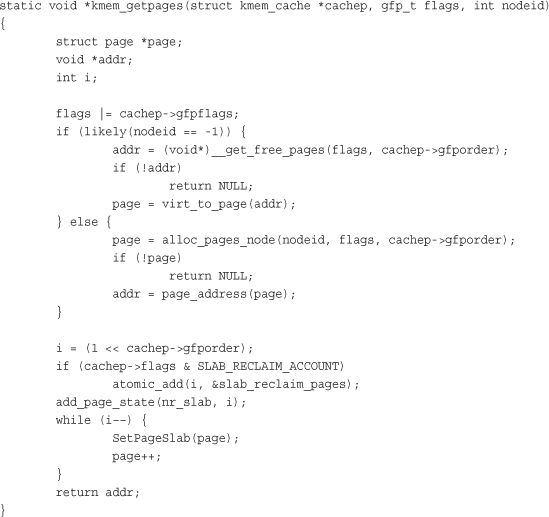 static void *kmem_getpages(struct kmem_cache *cachep, gfp_t flags, int nodeid)
{
        struct page *page;
        void *addr;
        int i;

        flags |= cachep->gfpflags;
        if (likely(nodeid == -1)) {
                addr = (void*)__get_free_pages(flags, cachep->gfporder);
                if (!addr)
                        return NULL;
                page = virt_to_page(addr);
        } else {
                page = alloc_pages_node(nodeid, flags, cachep->gfporder);
                if (!page)
                        return NULL;
                addr = page_address(page);
        }

        i = (1 << cachep->gfporder);
        if (cachep->flags & SLAB_RECLAIM_ACCOUNT)
                atomic_add(i, &slab_reclaim_pages);
        add_page_state(nr_slab, i);
        while (i--) {
                SetPageSlab(page);
                page++;
        }
        return addr;
}